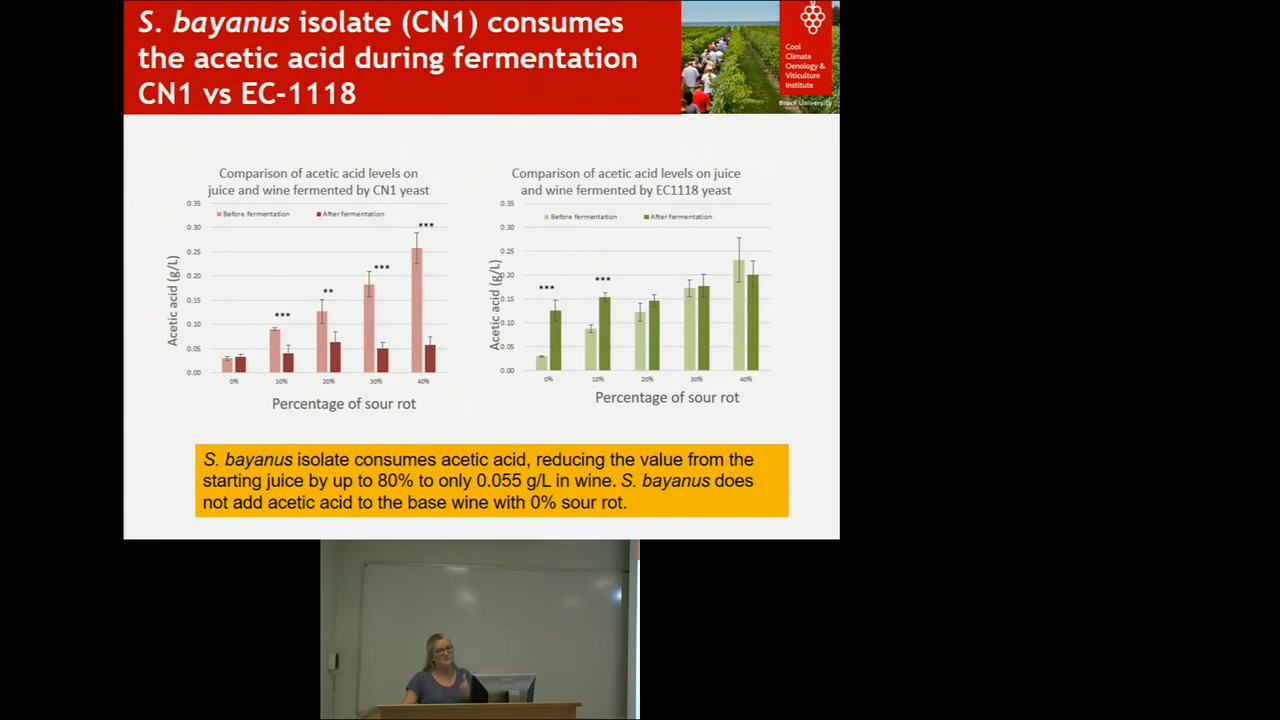 S. bayanus isolate (CN1) consumes
the acetic acid during fermentation
CN1 vs EC-1118
Cool
Climate
Oenology &
Viticulture
Institute
Brock University
Comparison of acetic acid levels on
juice and wine fermented by CN1 yeast
Before fermentation After fermentation
Acetic acid (g/L)
0.35
0.30
0.25
0.20
0.15
0.10
0.05
0.00
***
**
***
***
0% 10% 20% 30% 40%
Percentage of sour rot
Comparison of acetic acid levels on juice
and wine fermented by EC1118 yeast
Before fermentation After fermentation
Acetic acid (g/L)
0.35
0.30
0.25
0.20
0.15
0.10
0.05
0.00
***
***
0% 10% 20% 30% 40%
Percentage of sour rot
S. bayanus isolate consumes acetic acid, reducing the value from the
starting juice by up to 80% to only 0.055 g/L in wine. S. bayanus does
not add acetic acid to the base wine with 0% sour rot.